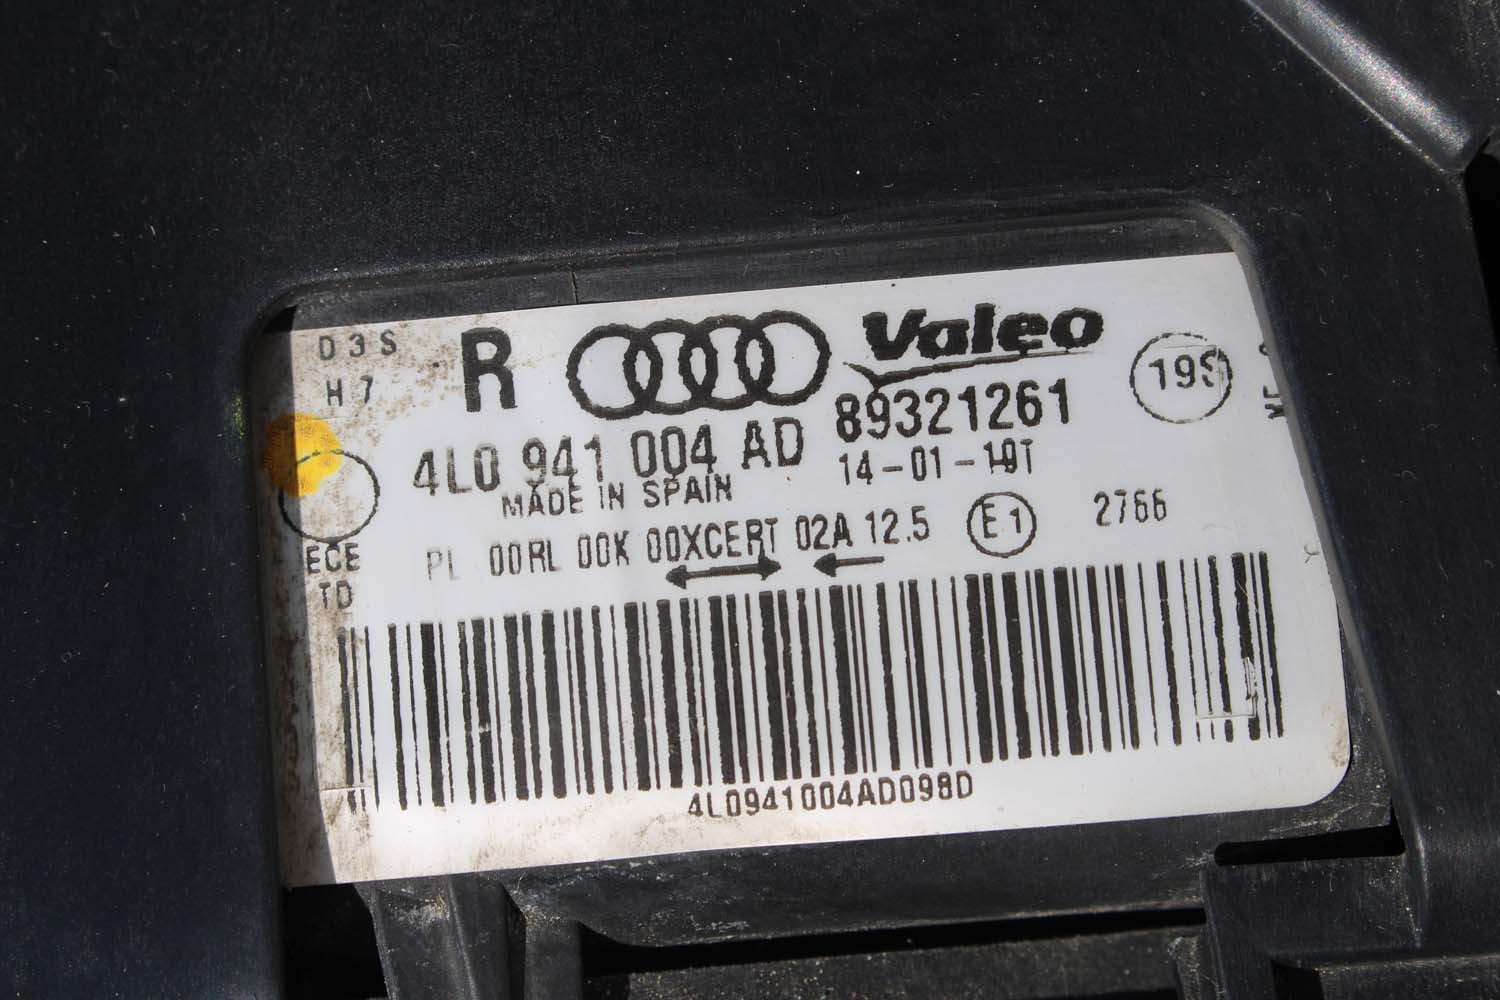 D3S
H7
R
Valeo
89321261
4L0 941 004 AD
14-01-10T
MADE IN SPAIN
ECE
TD
PL 00RL 00K 00XCERT 02A 12.5
E1
2766
4L0941004AD098D